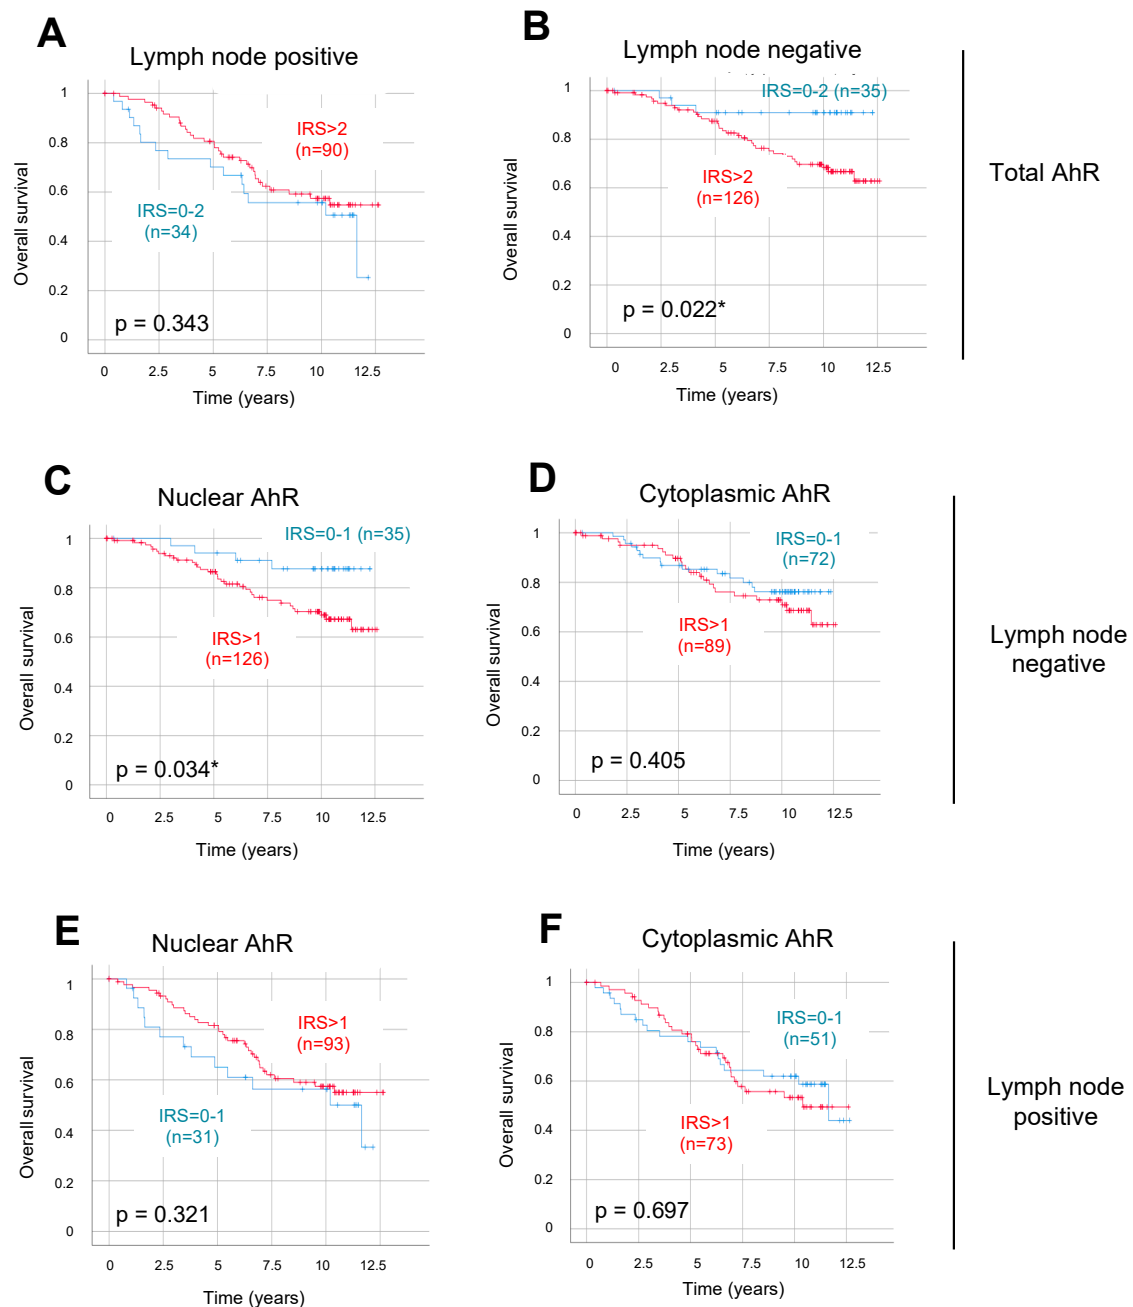 A
Lymph node positive
Overall survival
1
0.8
0.6
0.4
0.2
0
IRS>2
(n=90)
IRS=0-2
(n=34)
p = 0.343
0 2.5 5 7.5 10 12.5
Time (years)
B
Lymph node negative
Overall survival
1
0.8
0.6
0.4
0.2
0
IRS=0-2 (n=35)
IRS>2
(n=126)
p = 0.022*
0 2.5 5 7.5 10 12.5
Time (years)
Total AhR
C
Nuclear AhR
Overall survival
1
0.8
0.6
0.4
0.2
0
IRS=0-1 (n=35)
IRS>1
(n=126)
p = 0.034*
0 2.5 5 7.5 10 12.5
Time (years)
D
Cytoplasmic AhR
Overall survival
1
0.8
0.6
0.4
0.2
0
IRS=0-1
(n=72)
IRS>1
(n=89)
p = 0.405
0 2.5 5 7.5 10 12.5
Time (years)
Lymph node
negative
E
Nuclear AhR
Overall survival
1
0.8
0.6
0.4
0.2
0
IRS>1
(n=93)
IRS=0-1
(n=31)
p = 0.321
0 2.5 5 7.5 10 12.5
Time (years)
F
Cytoplasmic AhR
Overall survival
1
0.8
0.6
0.4
0.2
0
IRS=0-1
(n=51)
IRS>1
(n=73)
p = 0.697
0 2.5 5 7.5 10 12.5
Time (years)
Lymph node
positive